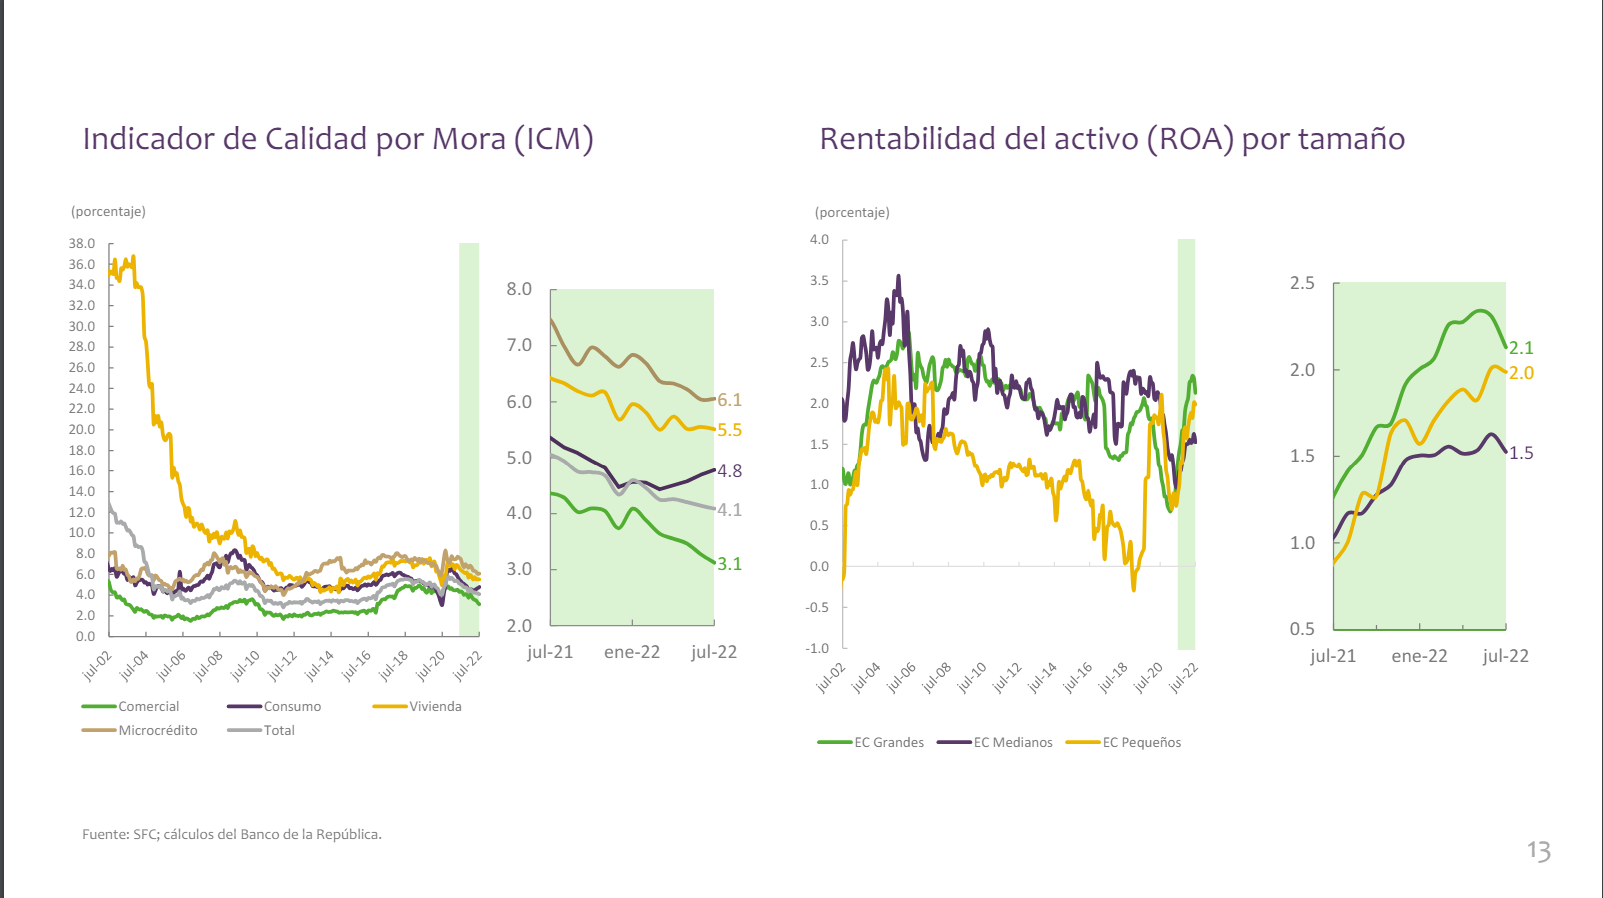 Indicador de Calidad por Mora (ICM)
(porcentaje)
38.0
36.0
34.0
32.0
30.0
28.0
26.0
24.0
22.0
20.0
18.0
16.0
14.0
12.0
10.0
8.0
6.0
4.0
2.0
0.0
jul-02
jul-04
jul-06
jul-08
jul-10
jul-12
jul-14
jul-16
jul-18
jul-20
jul-22
Comercial
Consumo
Vivienda
Microcrédito
Total
8.0
7.0
6.0
5.0
4.0
3.0
2.0
6.1
5.5
4.8
4.1
3.1
jul-21
ene-22
jul-22
Rentabilidad del activo (ROA) por tamaño
(porcentaje)
4.0
3.5
3.0
2.5
2.0
1.5
1.0
0.5
0.0
-0.5
-1.0
jul-02
jul-04
jul-06
jul-08
jul-10
jul-12
jul-14
jul-16
jul-18
jul-20
jul-22
EC Grandes
EC Medianos
EC Pequeños
2.5
2.0
1.5
1.0
0.5
2.1
2.0
1.5
jul-21
ene-22
jul-22
Fuente: SFC; cálculos del Banco de la República.
13